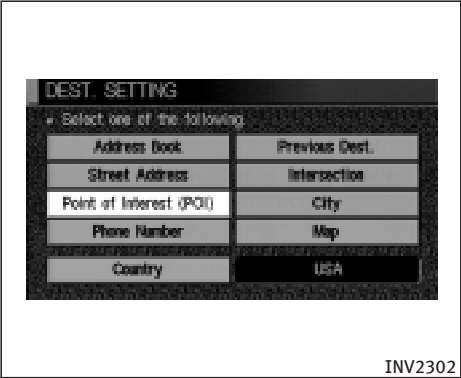 DEST. SETTING
Select one of the following.
Address Book Previous Dest.
Street Address Intersection
Point of Interest (POI) City
Phone Number Map
Country USA
INV2302